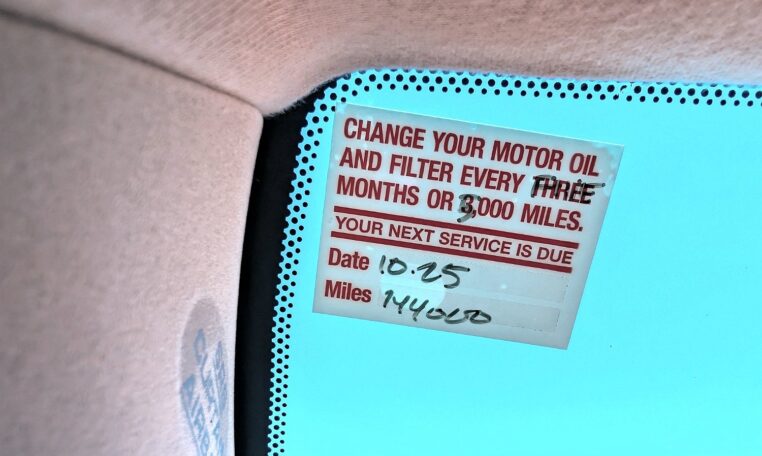 CHANGE YOUR MOTOR OIL
AND FILTER EVERY THREE
MONTHS OR 3,000 MILES.
YOUR NEXT SERVICE IS DUE
Date 10.25
Miles 144000